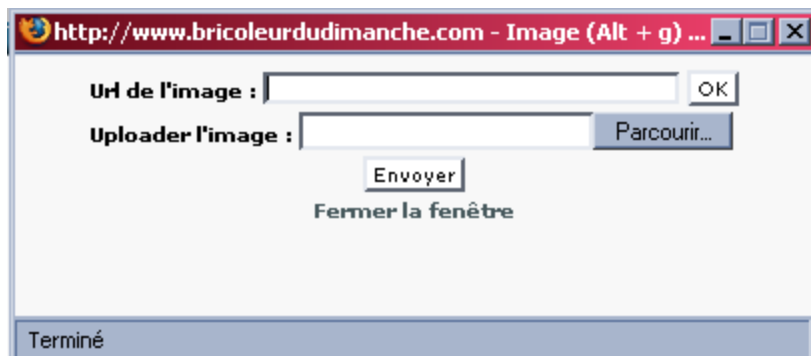 http://www.bricoleurdudimanche.com - Image (Alt + g) ...
Url de l'image : OK
Uploader l'image : Parcourir...
Envoyer
Fermer la fenêtre
Terminé